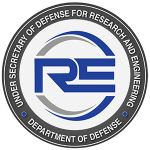 UNDER SECRETARY OF DEFENSE FOR RESEARCH AND ENGINEERING
RE
DEPARTMENT OF DEFENSE